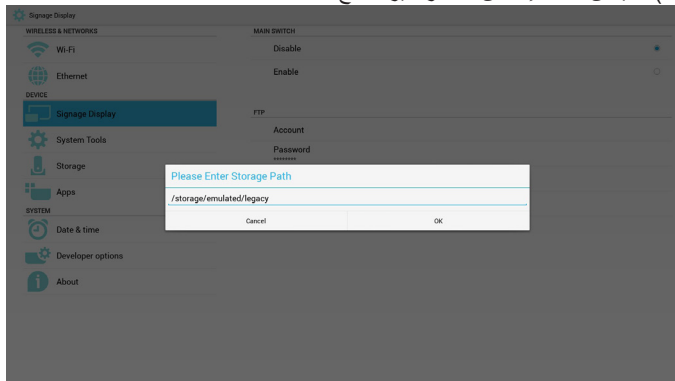 Signage Display
WIRELESS & NETWORKS
Wi-Fi
Ethernet
DEVICE
Signage Display
System Tools
Storage
Apps
SYSTEM
Date & time
Developer options
About
MAIN SWITCH
Disable
Enable
FTP
Account
Password
********
Please Enter Storage Path
/storage/emulated/legacy
Cancel
OK